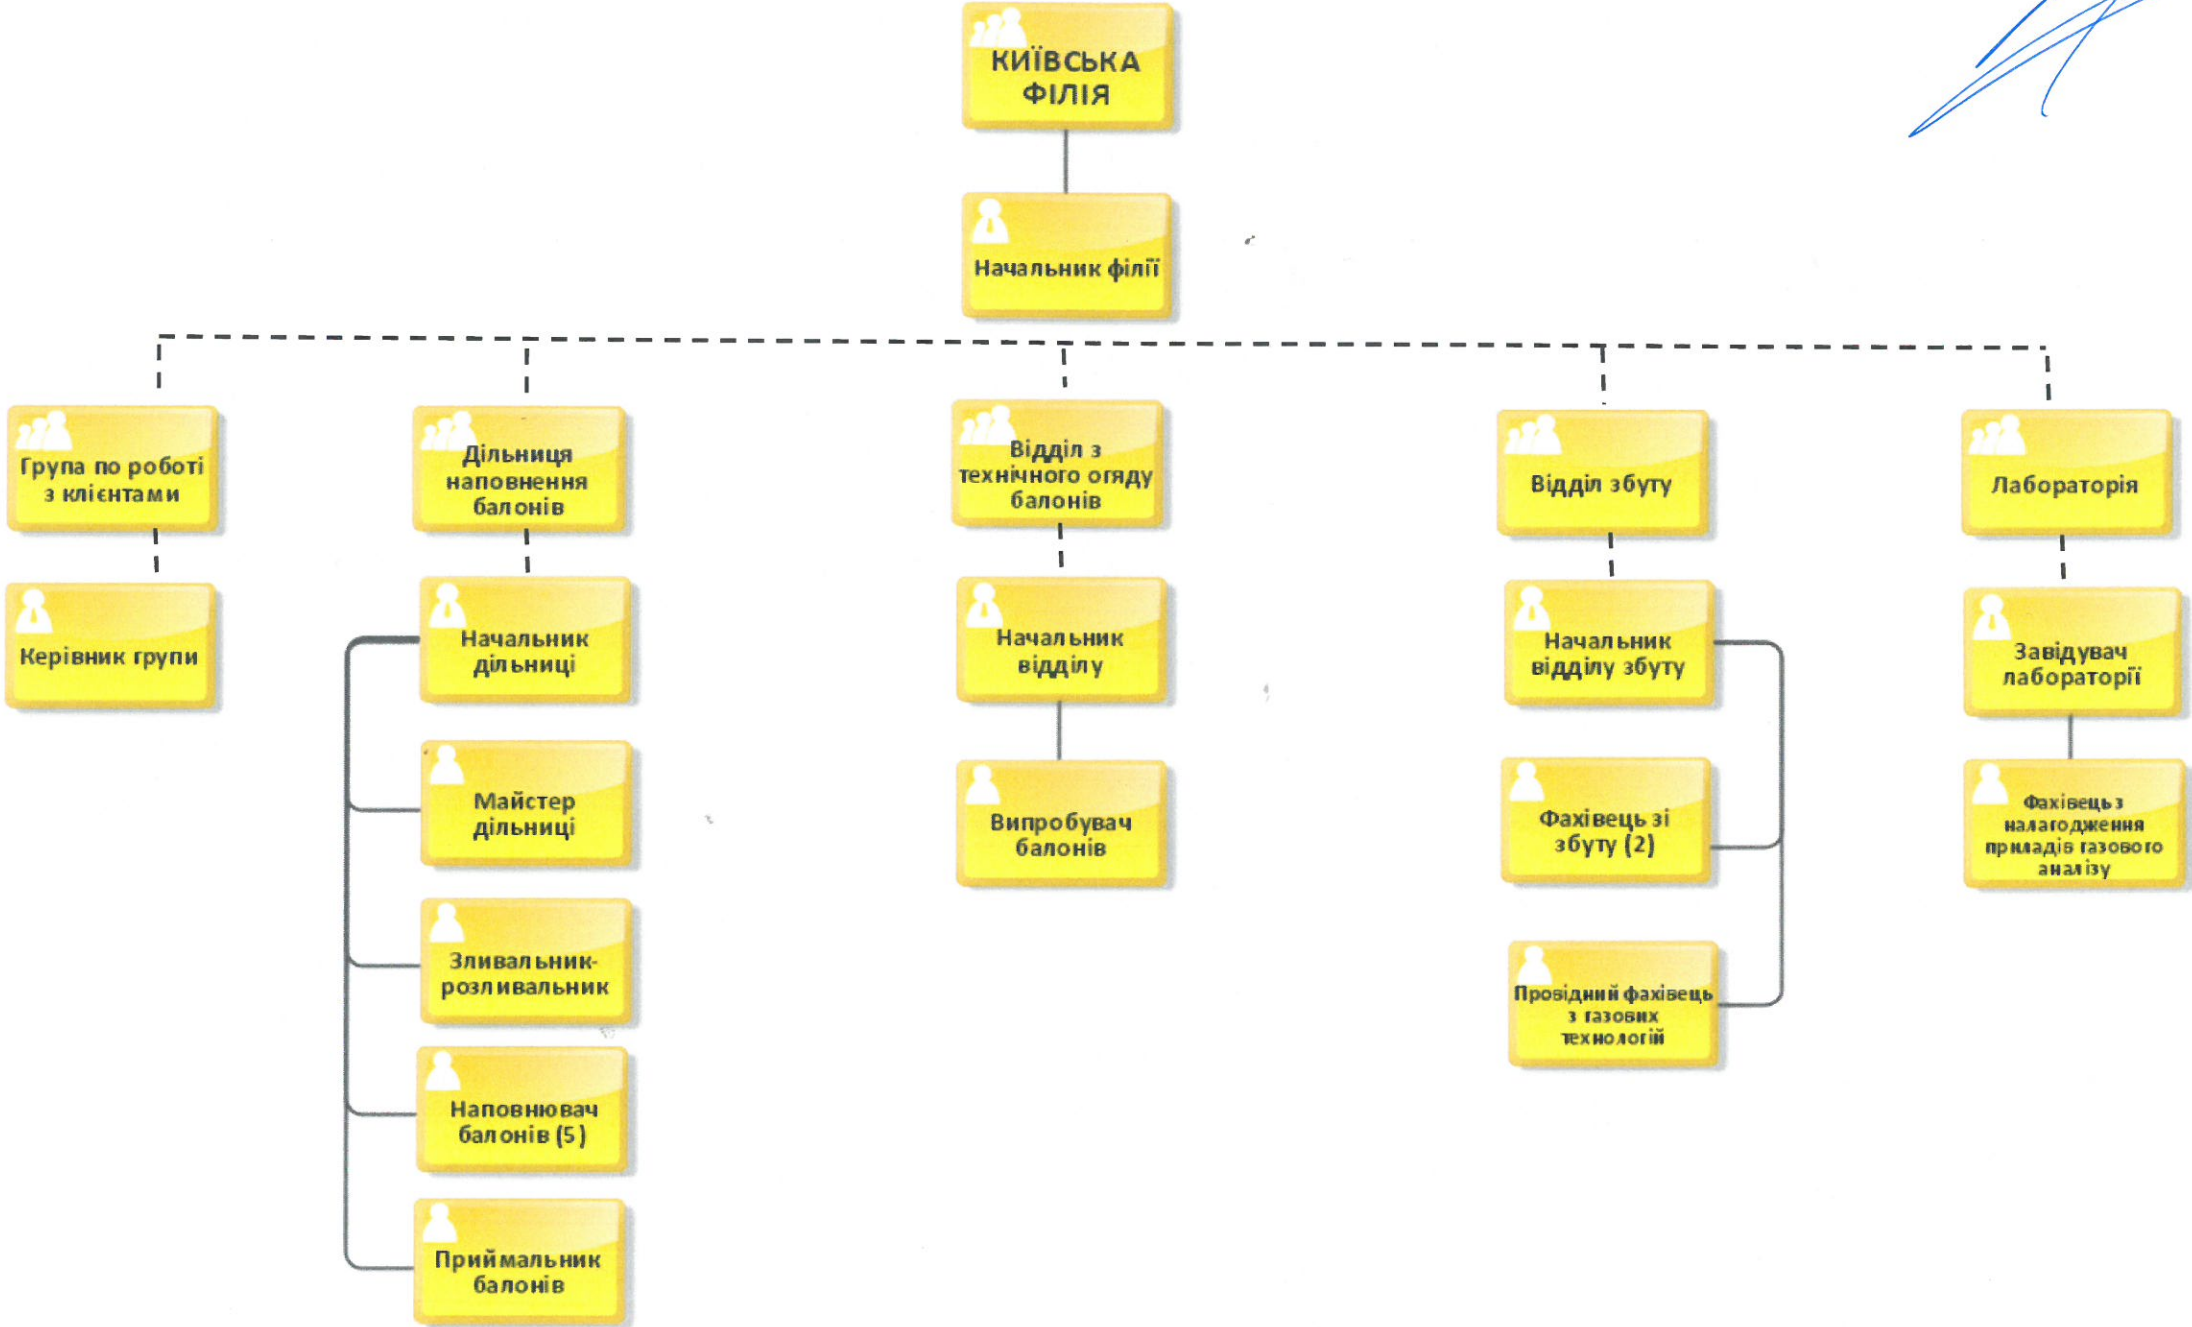 КИЇВСЬКА
ФІЛІЯ
Начальник філії
Група по роботі
з клієнтами
Керівник групи
Дільниця
наповнення
балонів
Начальник
дільниці
Майстер
дільниці
Зливальник-
розливальник
Наповнювач
балонів (5)
Приймальник
балонів
Відділ з
технічного огяду
балонів
Начальник
відділу
Випробувач
балонів
Відділ збуту
Начальник
відділу збуту
Фахівець зі
збуту (2)
Провідний фахівець
з газових
технологій
Лабораторія
Завідувач
лабораторії
Фахівець з
налагодження
приладів газового
аналізу